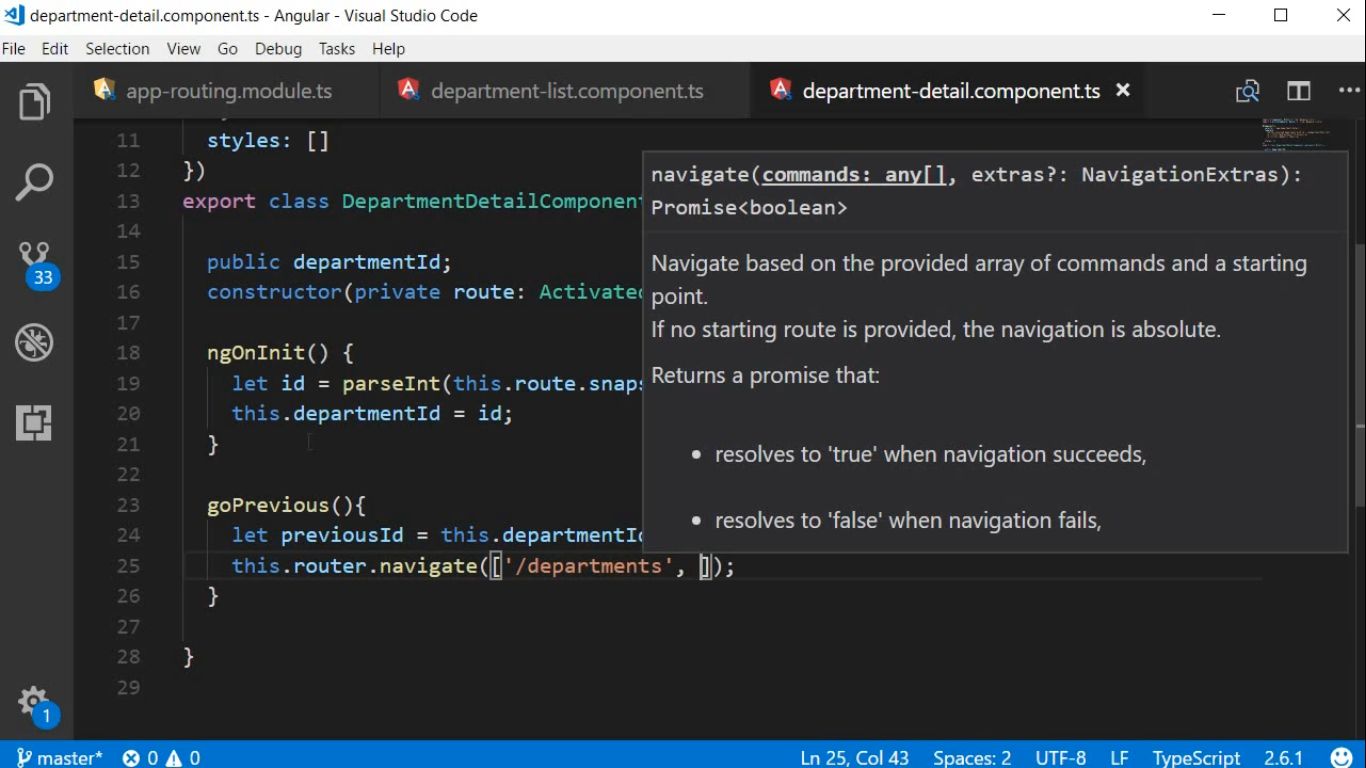 department-detail.component.ts - Angular - Visual Studio Code
File Edit Selection View Go Debug Tasks Help
app-routing.module.ts department-list.component.ts department-detail.component.ts
11 styles: []
12 })
13 export class DepartmentDetailComponent
14
15 public departmentId;
16 constructor(private route: Activated
17
18 ngOnInit() {
19 let id = parseInt(this.route.snaps
20 this.departmentId = id;
21 }
22
23 goPrevious(){
24 let previousId = this.departmentId
25 this.router.navigate(['/departments', ]);
26 }
27
28 }
29
navigate(commands: any[], extras?: NavigationExtras):
Promise<boolean>
Navigate based on the provided array of commands and a starting
point.
If no starting route is provided, the navigation is absolute.
Returns a promise that:
• resolves to 'true' when navigation succeeds,
• resolves to 'false' when navigation fails,
33
1
master* 0 0 Ln 25, Col 43 Spaces: 2 UTF-8 LF TypeScript 2.6.1